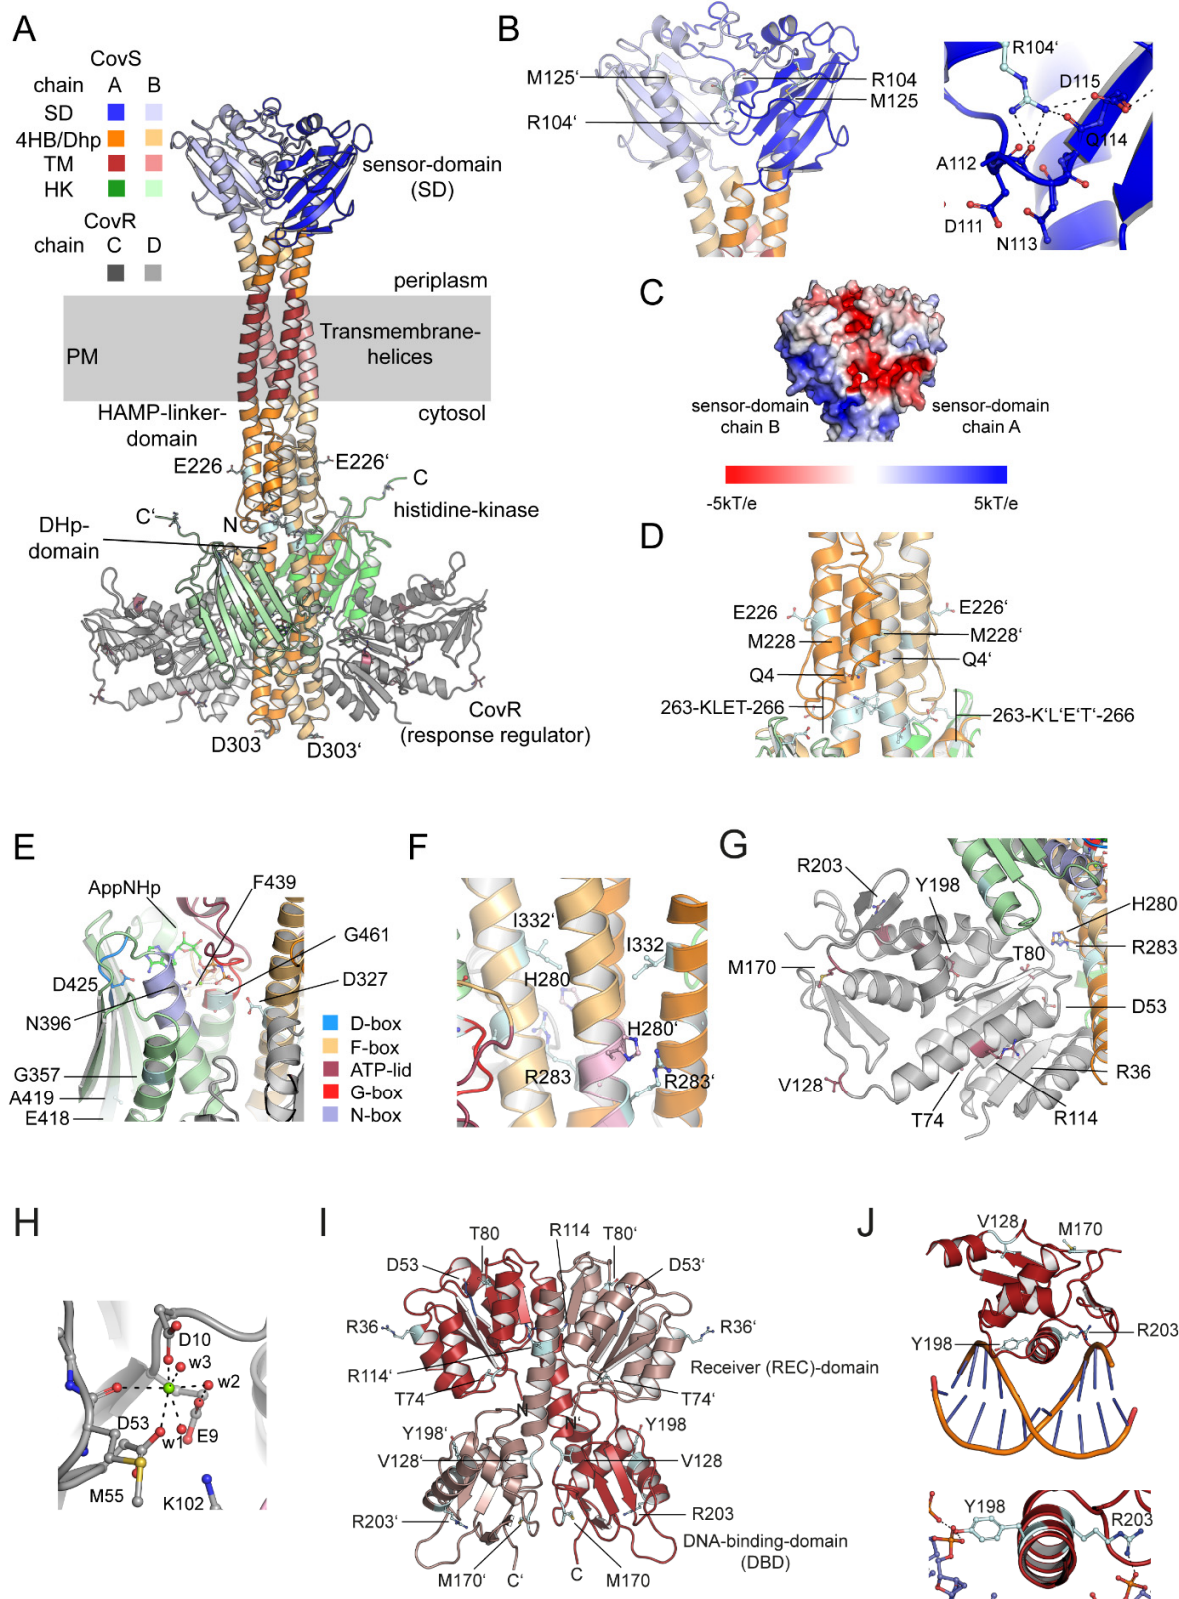 A
CovS
chain A B
SD
4HB/Dhp
TM
HK
CovR
chain C D
sensor-domain
(SD)
periplasm
PM
Transmembrane-
helices
HAMP-linker-
domain
cytosol
E226
E226‘
C
C‘
N
histidine-kinase
DHp-
domain
CovR
(response regulator)
D303
D303‘
B
M125‘
R104
M125
R104‘
R104‘
D115
Q114
A112
D111
N113
C
sensor-domain
chain B
sensor-domain
chain A
-5kT/e
5kT/e
D
E226
E226‘
M228
M228‘
Q4‘
Q4
263-KLET-266
263-K‘L‘E‘T‘-266
E
AppNHp
F439
G461
D425
D327
N396
G357
A419
E418
D-box
F-box
ATP-lid
G-box
N-box
F
I332‘
I332
H280
H280‘
R283
R283‘
G
R203
Y198
H280
T80
R283
M170
D53
V128
R36
T74
R114
H
D10
w3
w2
D53
w1
E9
M55
K102
I
T80
R114
T80‘
D53
D53‘
R36
R36‘
R114‘
Receiver (REC)-domain
T74
T74‘
N
N‘
Y198‘
Y198
V128‘
V128
R203‘
R203
DNA-binding-domain
(DBD)
M170‘
C‘
C
M170
J
V128
M170
Y198
R203
Y198
R203